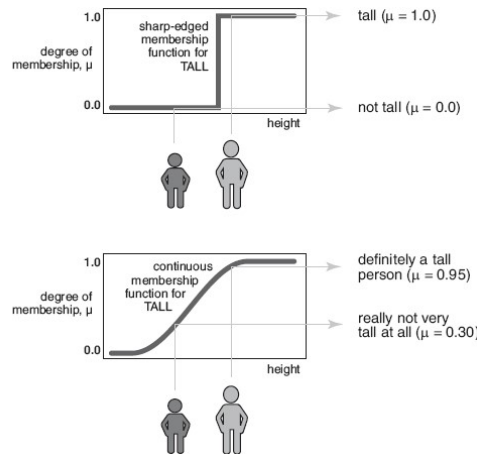 1.0
sharp-edged
membership
function for
TALL
degree of
membership, μ
0.0
height
tall (μ = 1.0)
not tall (μ = 0.0)
1.0
continuous
membership
function for
TALL
degree of
membership, μ
0.0
height
definitely a tall
person (μ = 0.95)
really not very
tall at all (μ = 0.30)